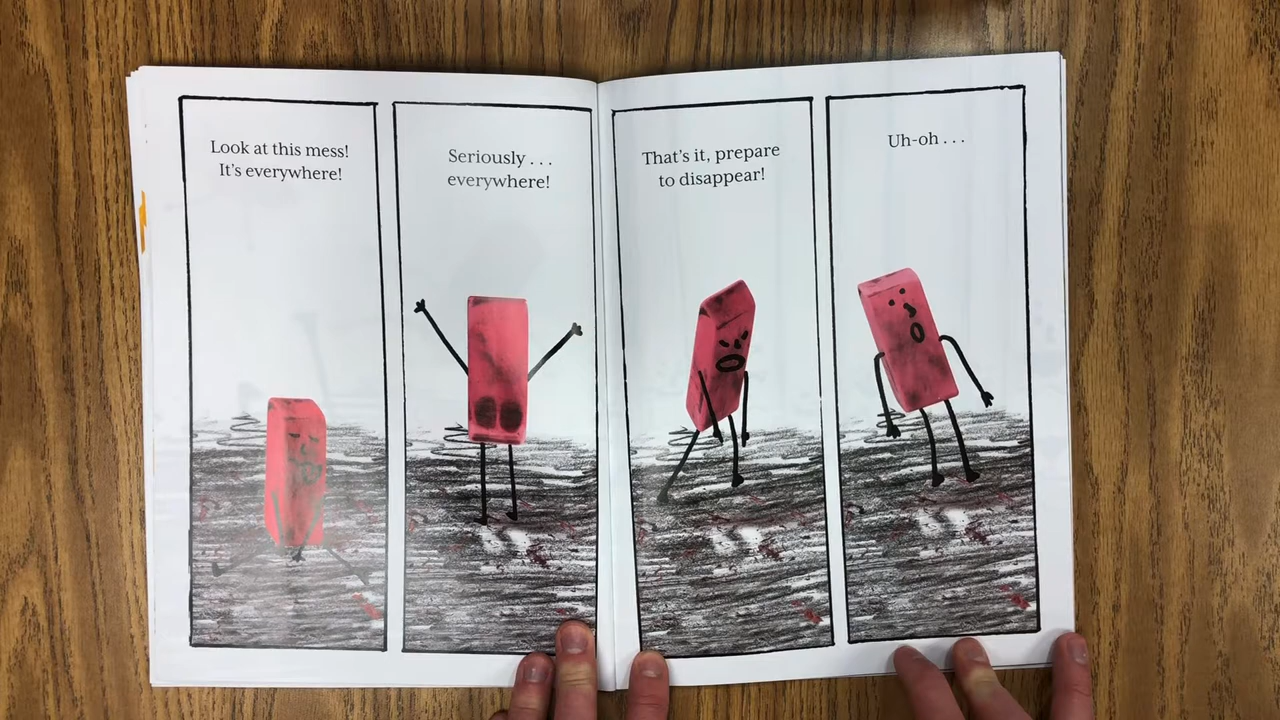 Look at this mess!
It's everywhere!
Seriously . . .
everywhere!
That's it, prepare
to disappear!
Uh-oh . . .